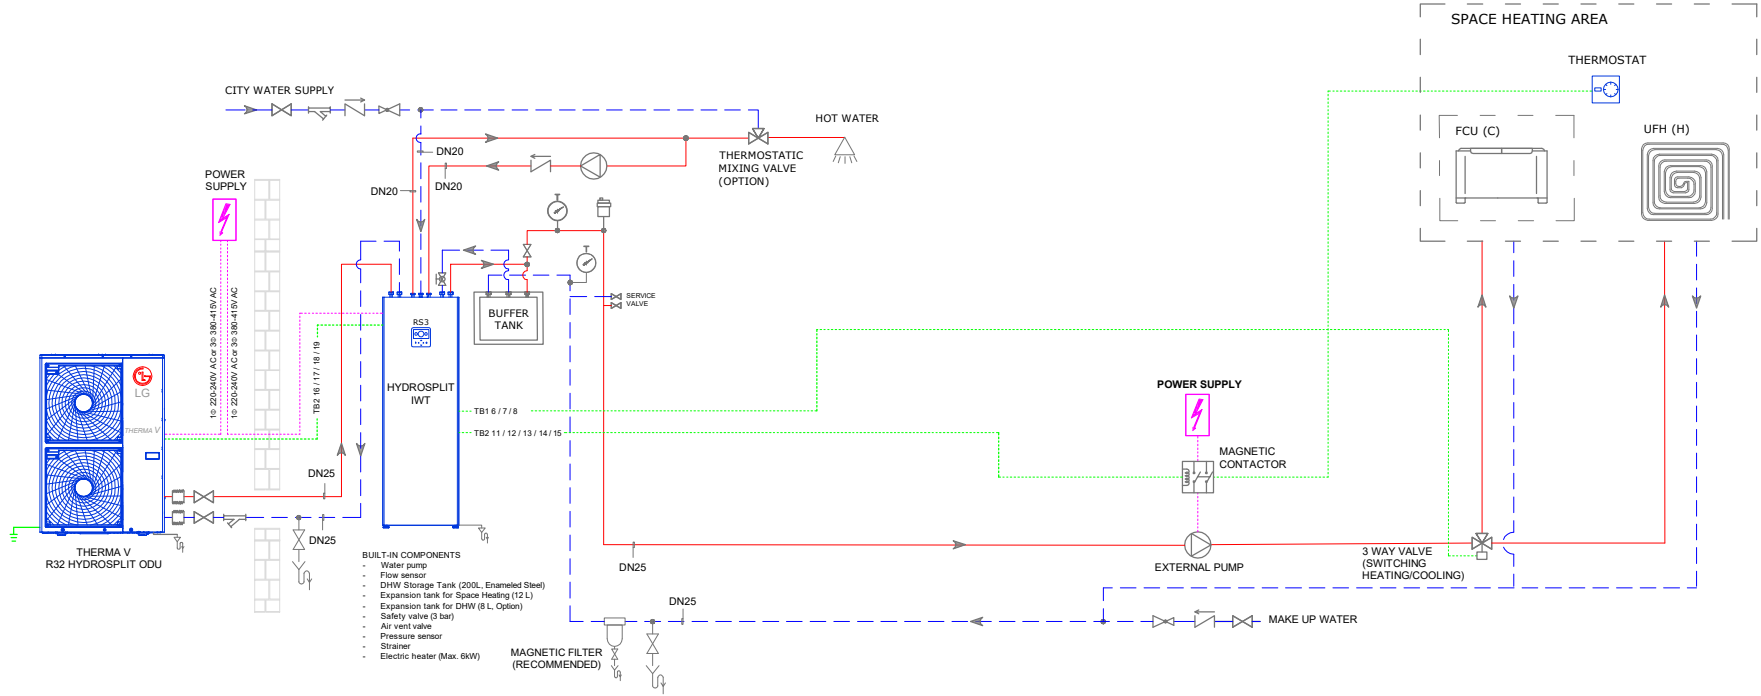 SPACE HEATING AREA
THERMOSTAT
CITY WATER SUPPLY
HOT WATER
FCU (C)
UFH (H)
DN20
THERMOSTATIC
MIXING VALVE
(OPTION)
POWER
SUPPLY
DN20
DN20
SERVICE
VALVE
BUFFER
TANK
RS3
1Φ 220-240V AC or 3Φ 380-415V AC
1Φ 220-240V AC or 3Φ 380-415V AC
TB2 16 / 17 / 18 / 19
LG
THERMA V
HYDROSPLIT
IWT
POWER SUPPLY
TB1 6 / 7 / 8
TB2 11 / 12 / 13 / 14 / 15
MAGNETIC
CONTACTOR
DN25
DN25
THERMA V
R32 HYDROSPLIT ODU
BUILT-IN COMPONENTS
- Water pump
- Flow sensor
- DHW Storage Tank (200L, Enameled Steel)
- Expansion tank for Space Heating (12 L)
- Expansion tank for DHW (8 L, Option)
- Safety valve (3 bar)
- Air vent valve
- Pressure sensor
- Strainer
- Electric heater (Max. 6kW)
DN25
EXTERNAL PUMP
3 WAY VALVE
(SWITCHING
HEATING/COOLING)
DN25
MAKE UP WATER
MAGNETIC FILTER
(RECOMMENDED)